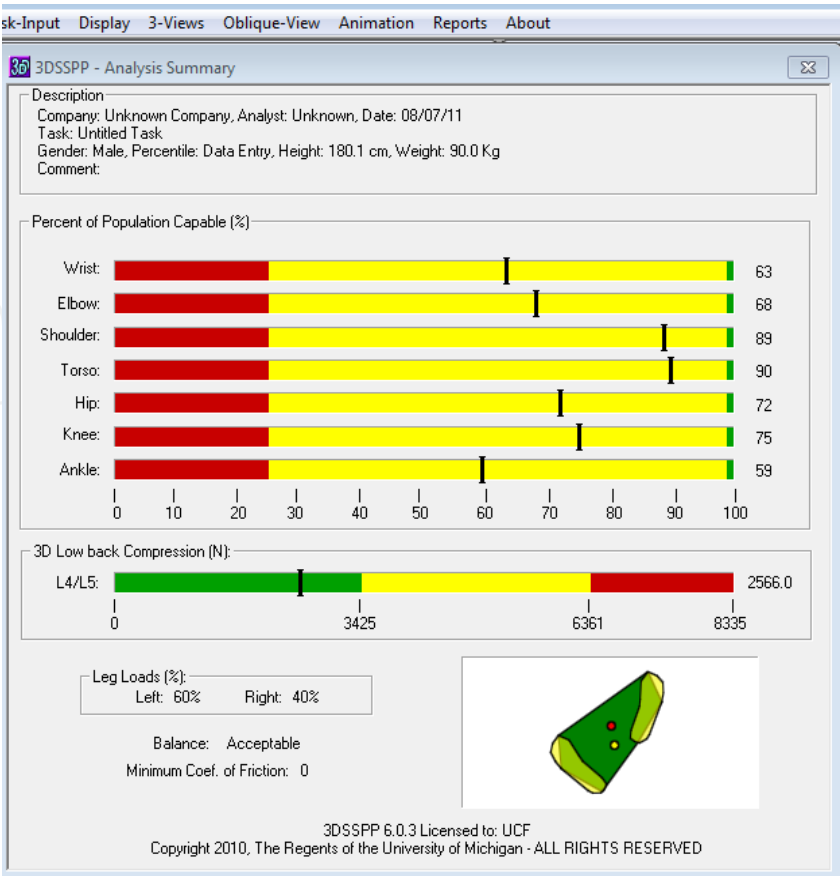 sk-Input Display 3-Views Oblique-View Animation Reports About
3D 3DSSPP - Analysis Summary
Description
Company: Unknown Company, Analyst: Unknown, Date: 08/07/11
Task: Untitled Task
Gender: Male, Percentile: Data Entry, Height: 180.1 cm, Weight: 90.0 Kg
Comment:
Percent of Population Capable (%)
Wrist: 63
Elbow: 68
Shoulder: 89
Torso: 90
Hip: 72
Knee: 75
Ankle: 59
0 10 20 30 40 50 60 70 80 90 100
3D Low back Compression (N):
L4/L5: 2566.0
0 3425 6361 8335
Leg Loads (%):
Left: 60% Right: 40%
Balance: Acceptable
Minimum Coef. of Friction: 0
3DSSPP 6.0.3 Licensed to: UCF
Copyright 2010, The Regents of the University of Michigan - ALL RIGHTS RESERVED